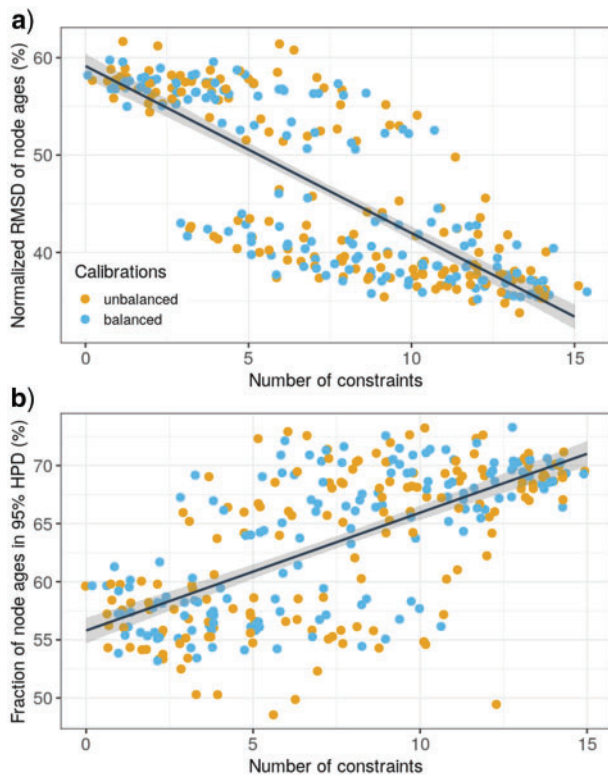 a)
Normalized RMSD of node ages (%)
60
50
40
Calibrations
unbalanced
balanced
0 5 10 15
Number of constraints
b)
Fraction of node ages in 95% HPD (%)
70
65
60
55
50
0 5 10 15
Number of constraints